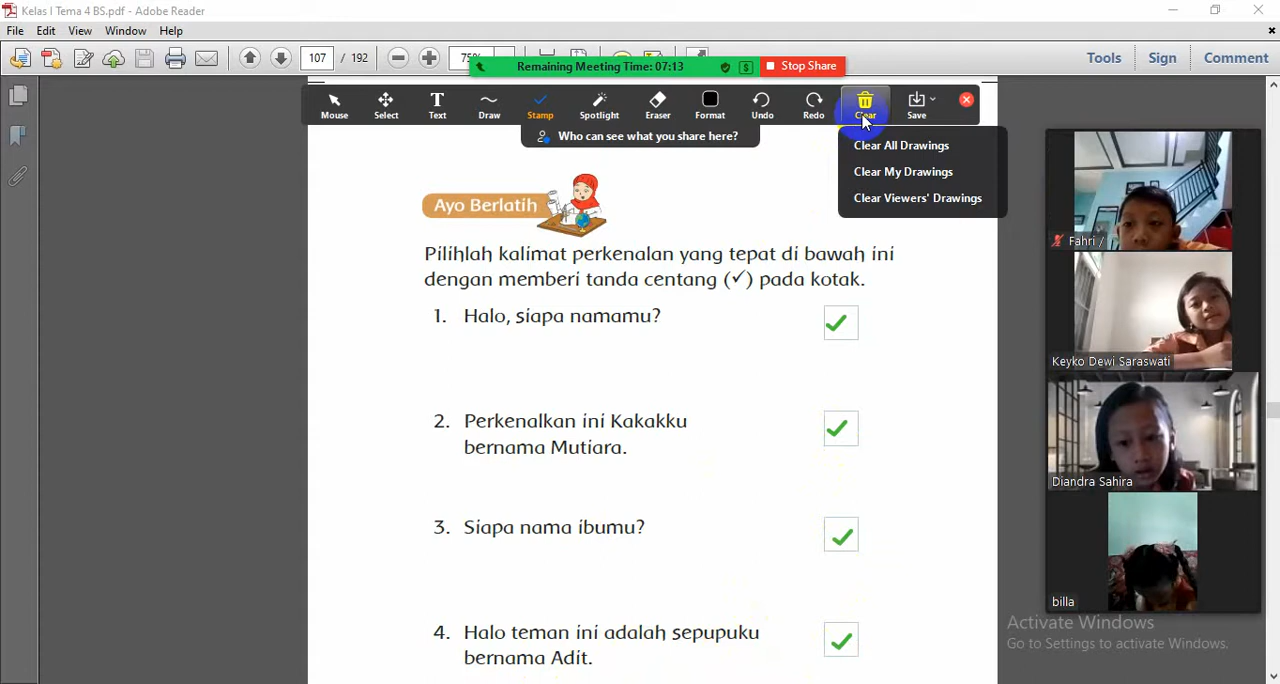 Kelas I Tema 4 BS.pdf - Adobe Reader
File Edit View Window Help
107 / 192
75%
Tools Sign Comment
Remaining Meeting Time: 07:13
Stop Share
Mouse Select Text Draw Stamp Spotlight Eraser Format Undo Redo Clear Save
Who can see what you share here?
Clear All Drawings
Clear My Drawings
Clear Viewers' Drawings
Ayo Berlatih
Pilihlah kalimat perkenalan yang tepat di bawah ini
dengan memberi tanda centang (✓) pada kotak.
1. Halo, siapa namamu?
2. Perkenalkan ini Kakakku
bernama Mutiara.
3. Siapa nama ibumu?
4. Halo teman ini adalah sepupuku
bernama Adit.
Fahri /
Keyko Dewi Saraswati
Diandra Sahira
billa
Activate Windows
Go to Settings to activate Windows.